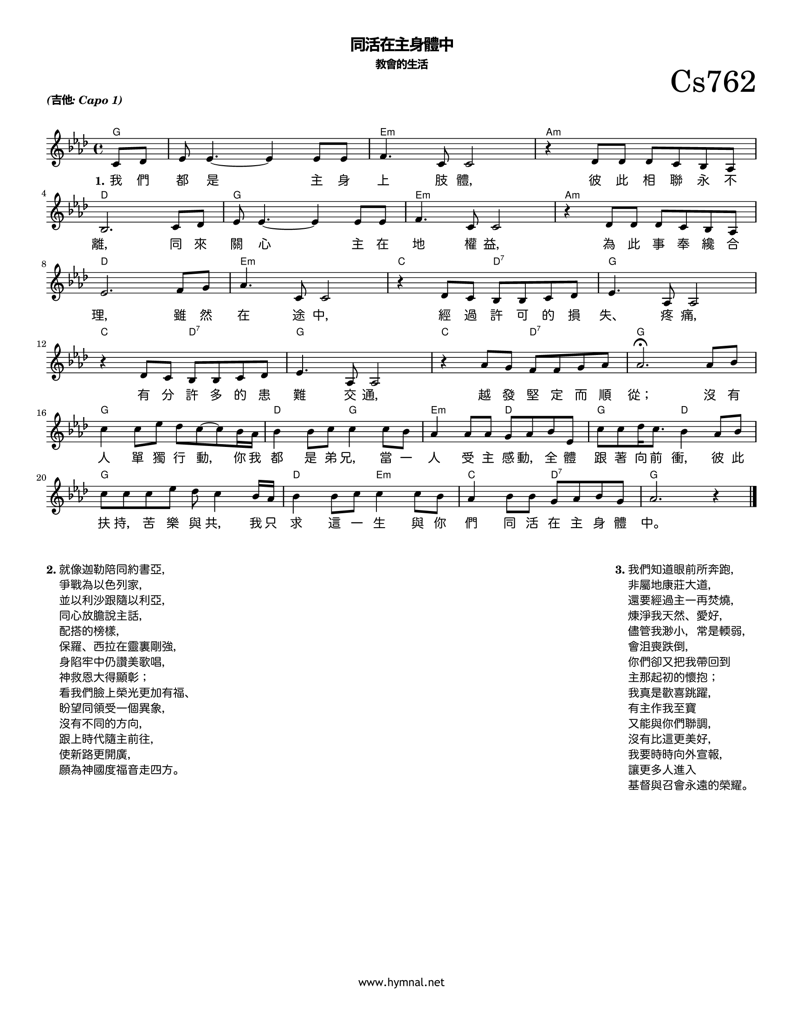 同活在主身體中
教會的生活
Cs762
(吉他: Capo 1)
G Em Am
1. 我 們 都 是 主 身 上 肢 體, 彼 此 相 聯 永 不
4 D G Em Am
離, 同 來 關 心 主 在 地 權 益, 為 此 事 奉 纔 合
8 D Em C D7 G
理, 雖 然 在 途 中, 經 過 許 可 的 損 失、 疼 痛,
12 C D7 G C D7 G
有 分 許 多 的 患 難 交 通, 越 發 堅 定 而 順 從; 沒 有
16 G D G Em D G D
人 單 獨 行 動, 你 我 都 是 弟 兄, 當 一 人 受 主 感 動, 全 體 跟 著 向 前 衝, 彼 此
20 G D Em C D7 G
扶 持, 苦 樂 與 共, 我 只 求 這 一 生 與 你 們 同 活 在 主 身 體 中。
2. 就像迦勒陪同約書亞,
爭戰為以色列家,
並以利沙跟隨以利亞,
同心放膽說主話,
配搭的榜樣,
保羅、西拉在靈裏剛強,
身陷牢中仍讚美歌唱,
神救恩大得顯彰;
看我們臉上榮光更加有福、
盼望同領受一個異象,
沒有不同的方向,
跟上時代隨主前往,
使新路更開廣,
願為神國度福音走四方。
3. 我們知道眼前所奔跑,
非屬地康莊大道,
還要經過主一再焚燒,
煉淨我天然、愛好,
儘管我渺小, 常是輭弱,
會沮喪跌倒,
你們卻又把我帶回到
主那起初的懷抱;
我真是歡喜跳躍,
有主作我至寶
又能與你們聯調,
沒有比這更美好,
我要時時向外宣報,
讓更多人進入
基督與召會永遠的榮耀。
www.hymnal.net